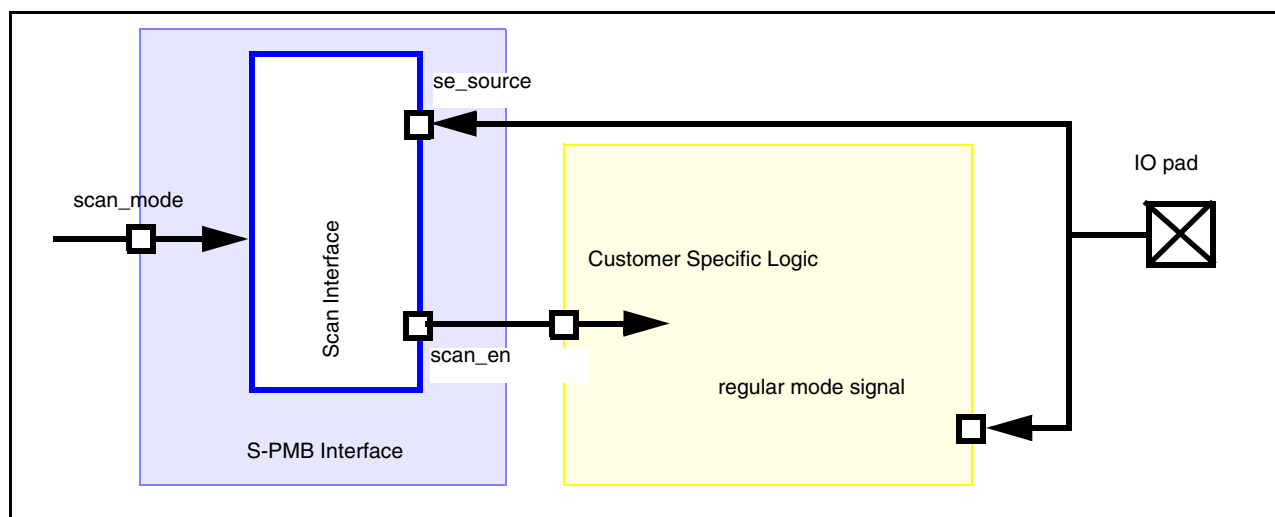 se_source
IO pad
scan_mode
Scan Interface
Customer Specific Logic
scan_en
regular mode signal
S-PMB Interface